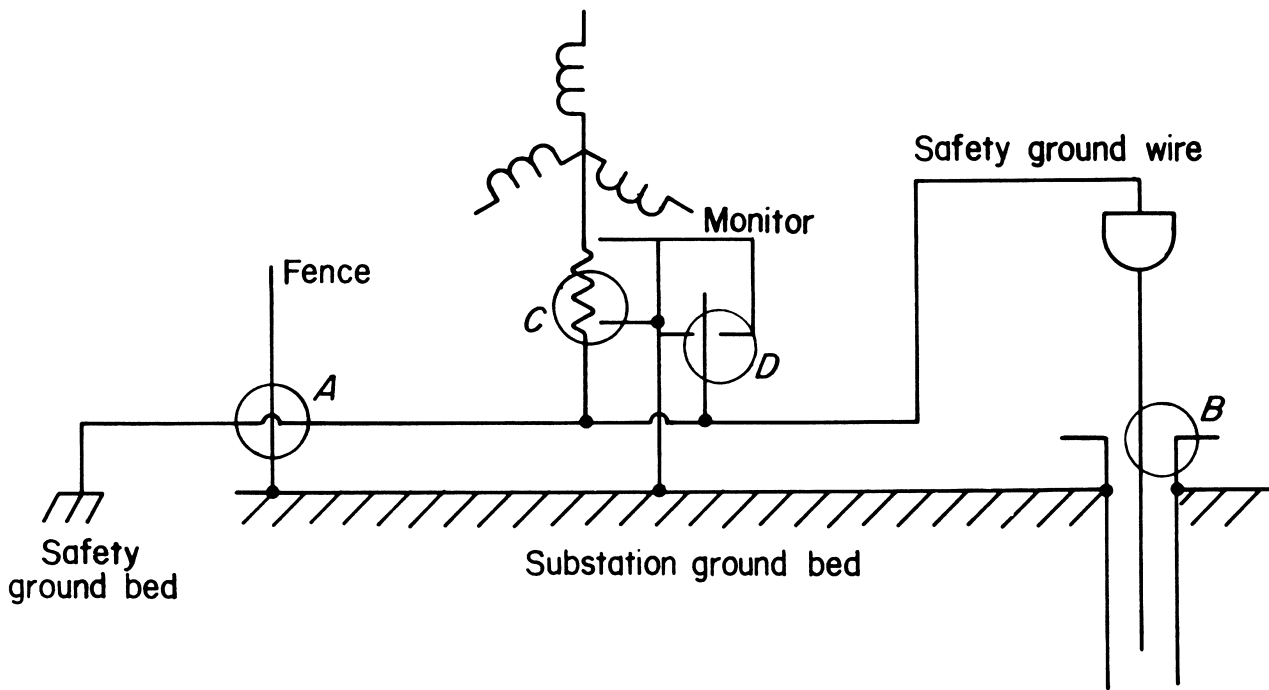 Safety ground wire
Monitor
Fence
C
D
A
B
Safety
ground bed
Substation ground bed